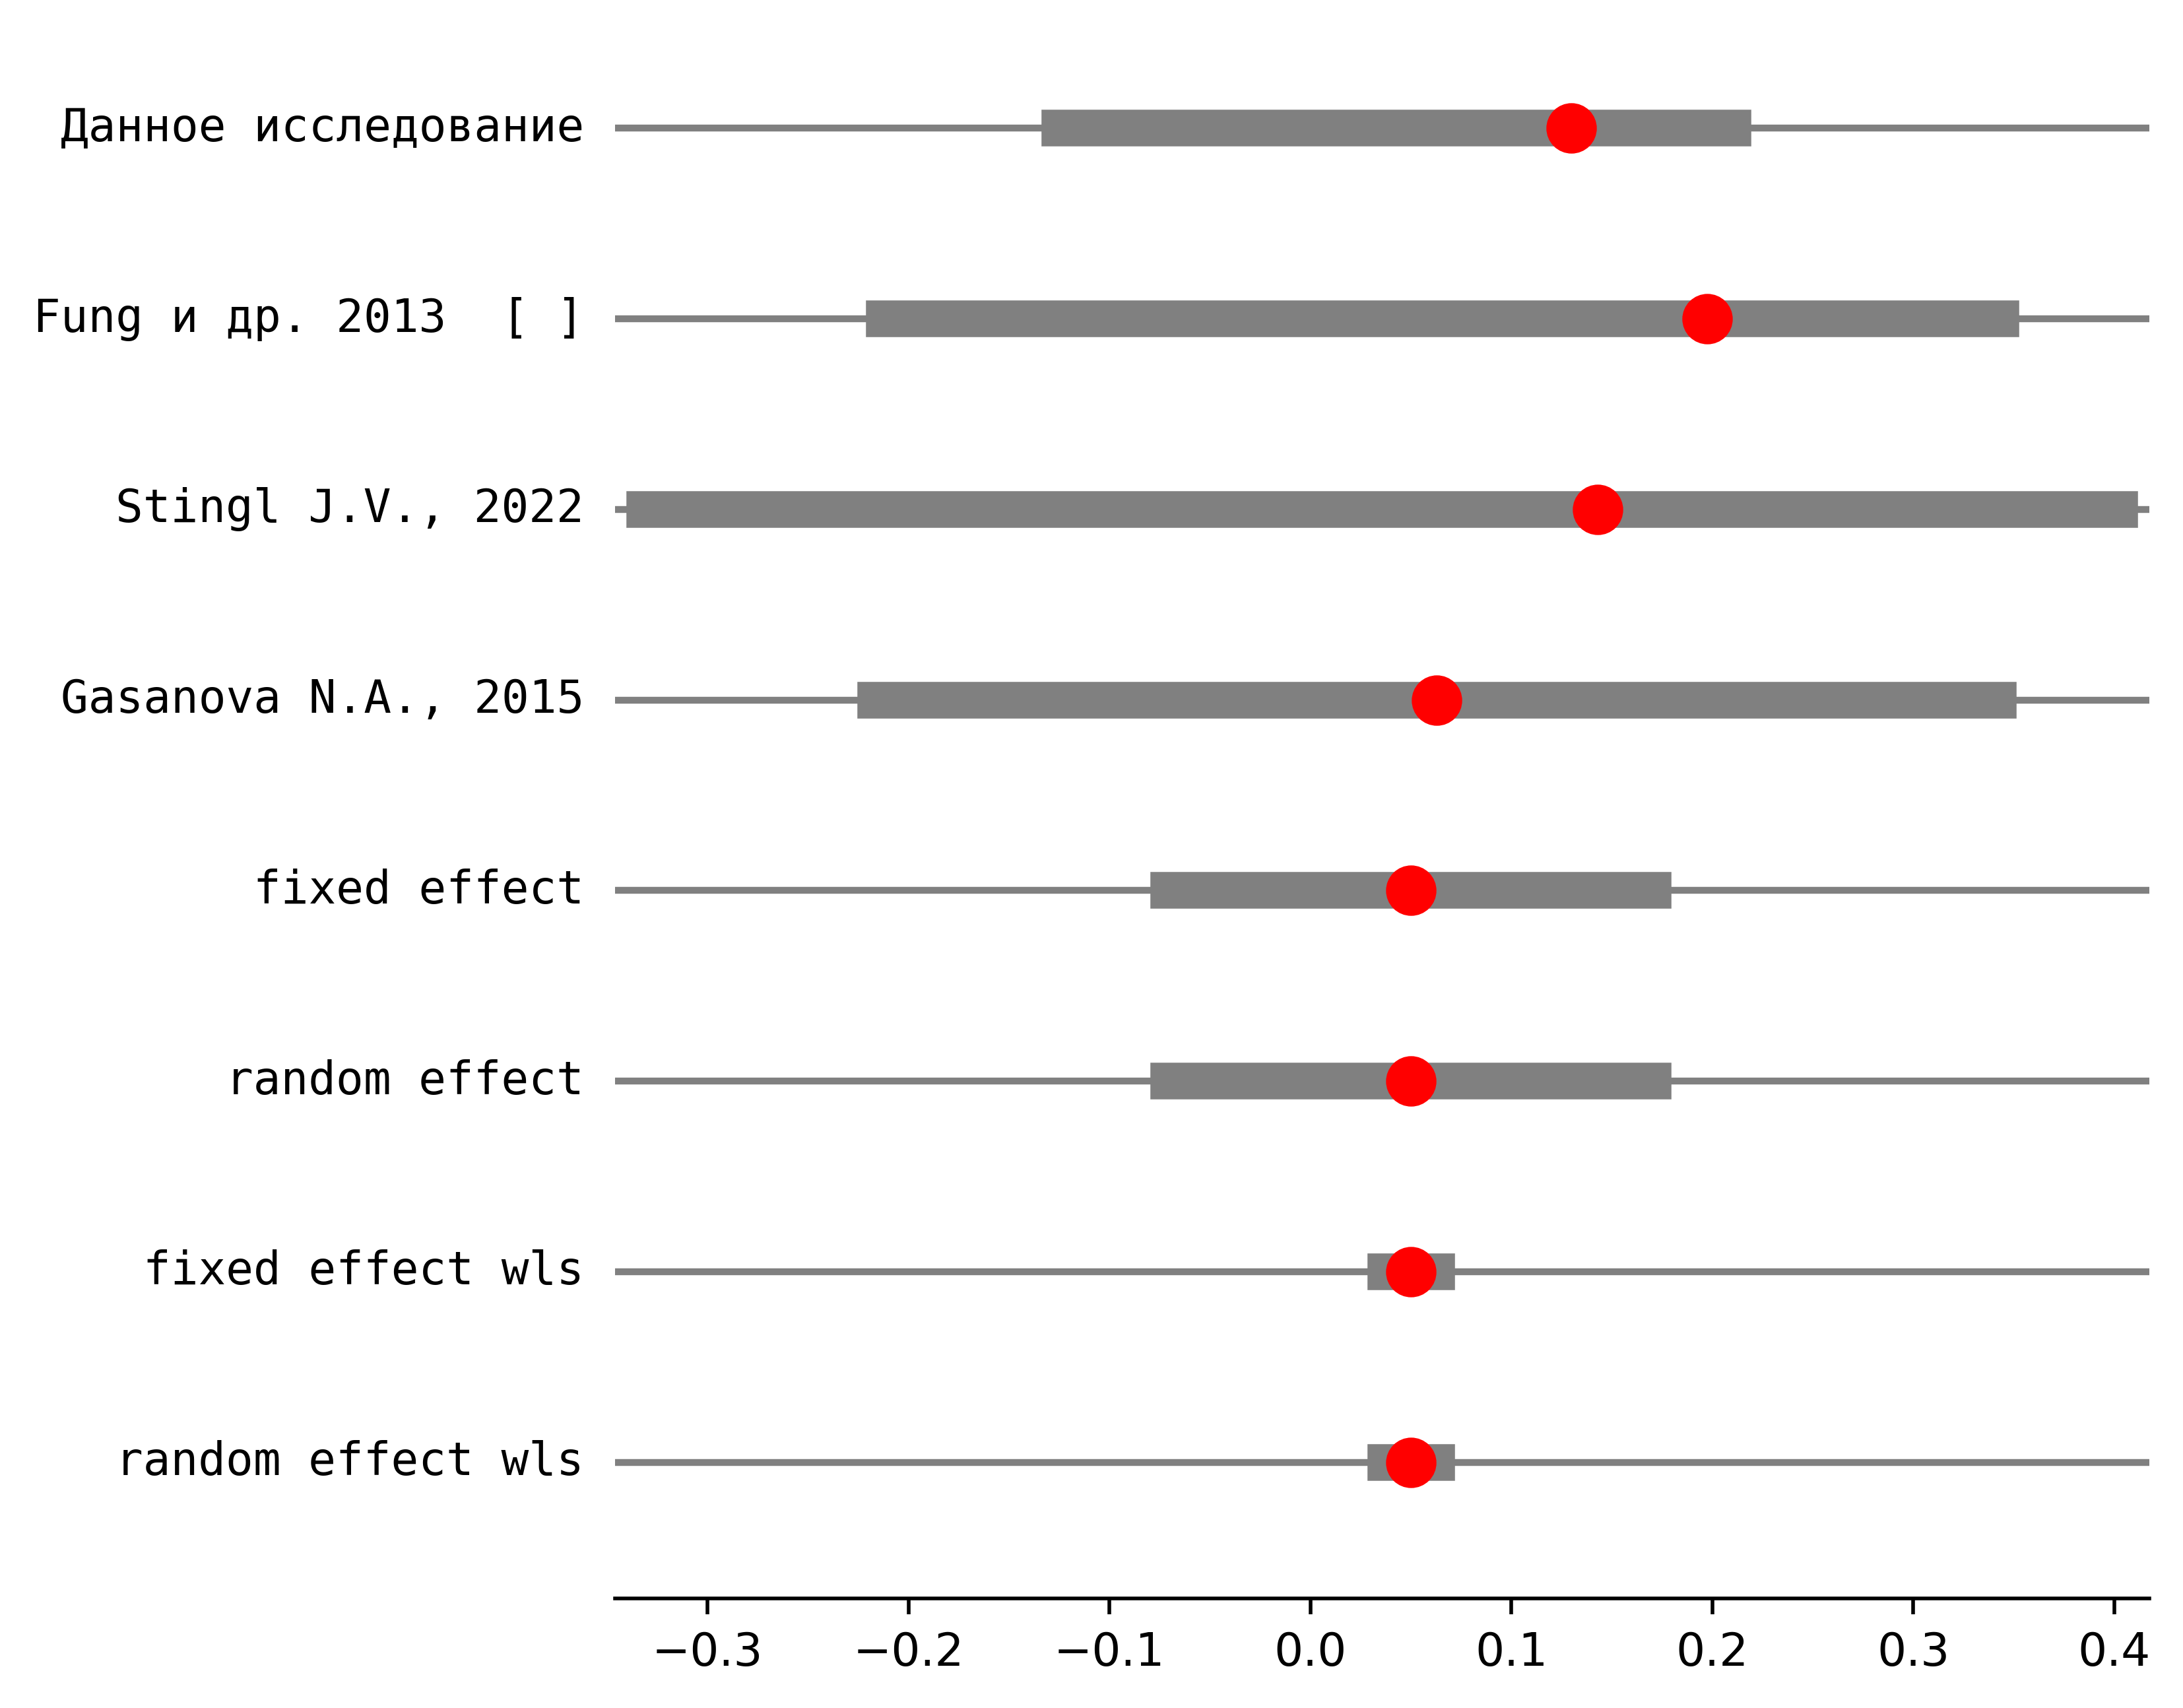 Данное исследование
Fung и др. 2013  [ ]
Stingl J.V., 2022
Gasanova N.A., 2015
fixed effect
random effect
fixed effect wls
random effect wls
−0.3 −0.2 −0.1 0.0 0.1 0.2 0.3 0.4